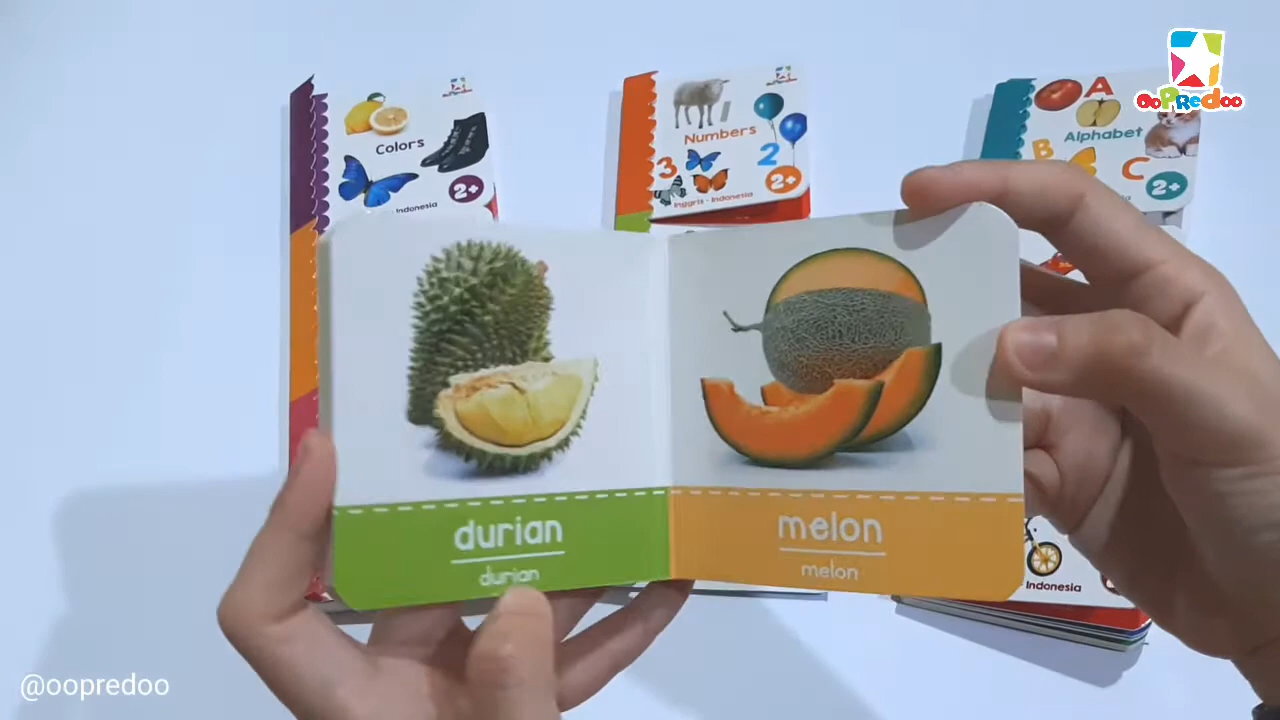 OoPReDoo
Colors
2+
Indonesia
Numbers
3
2
Inggris - Indonesia
2+
A
Alphabet
B
C
2+
durian
durian
melon
melon
Indonesia
@oopredoo